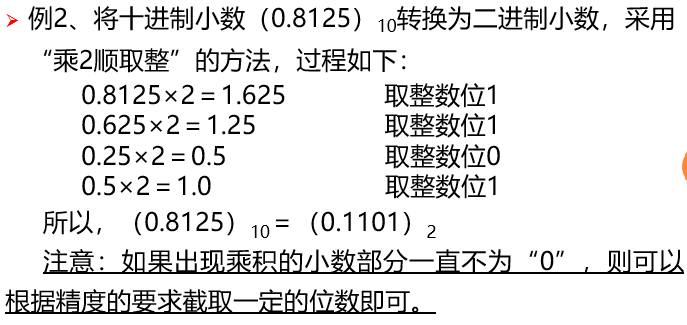 例2、将十进制小数（0.8125）10转换为二进制小数，采用
“乘2顺取整”的方法，过程如下：
0.8125×2＝1.625 取整数位1
0.625×2＝1.25 取整数位1
0.25×2＝0.5 取整数位0
0.5×2＝1.0 取整数位1
所以，（0.8125）10＝（0.1101）2
注意：如果出现乘积的小数部分一直不为“0”，则可以
根据精度的要求截取一定的位数即可。